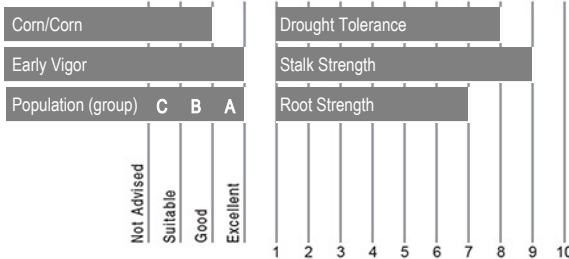 Corn/Corn
Drought Tolerance
Early Vigor
Stalk Strength
Population (group) C B A
Root Strength
Not Advised
Suitable
Good
Excellent
1 2 3 4 5 6 7 8 9 10